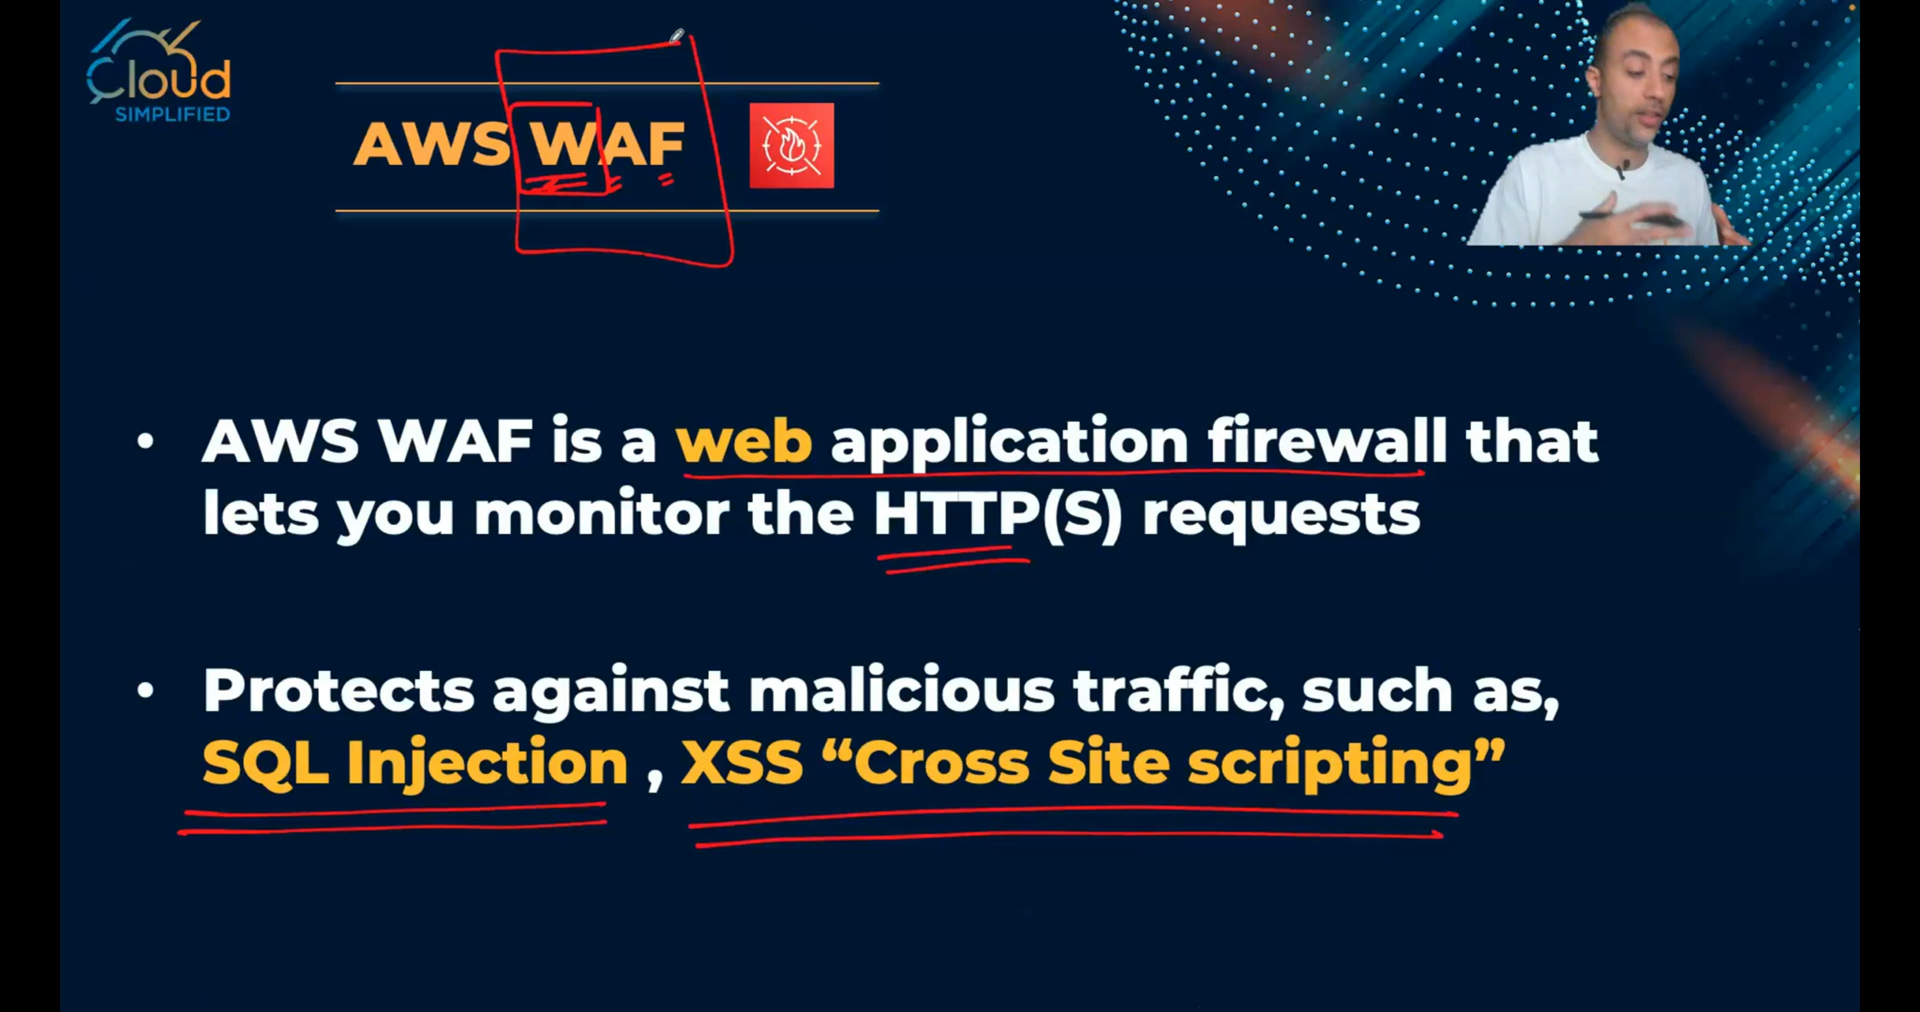 Cloud
SIMPLIFIED
AWS WAF
• AWS WAF is a web application firewall that
lets you monitor the HTTP(S) requests
• Protects against malicious traffic, such as,
SQL Injection , XSS “Cross Site scripting”